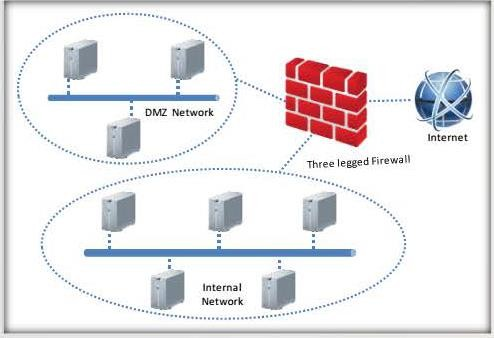 DMZ Network
Internet
Three legged Firewall
Internal
Network